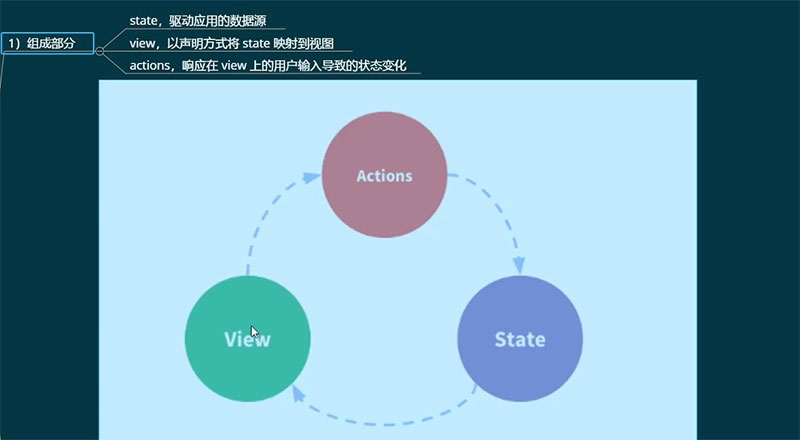 state，驱动应用的数据源
1）组成部分
view，以声明方式将 state 映射到视图
actions，响应在 view 上的用户输入导致的状态变化
Actions
View
State